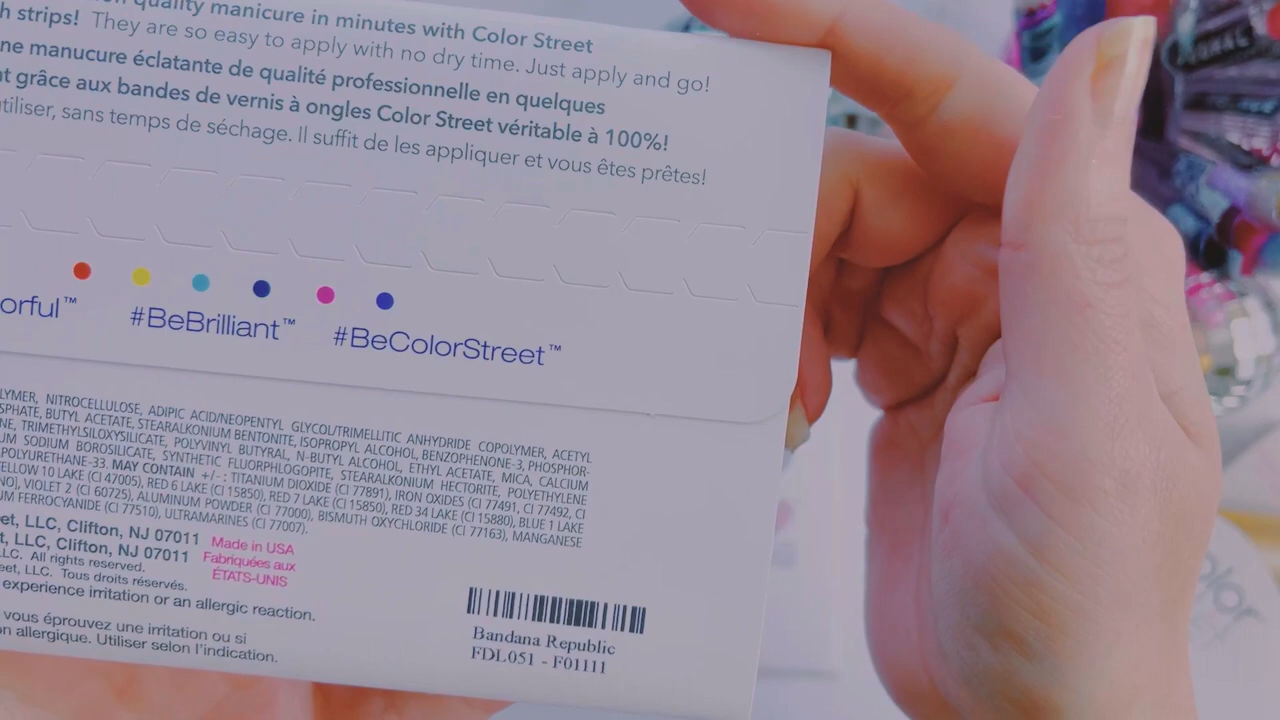 quality manicure in minutes with Color Street
h strips! They are so easy to apply with no dry time. Just apply and go!
ne manucure éclatante de qualité professionnelle en quelques
nt grâce aux bandes de vernis à ongles Color Street véritable à 100%!
utiliser, sans temps de séchage. Il suffit de les appliquer et vous êtes prêtes!
orful™ #BeBrilliant™ #BeColorStreet™
LYMER, NITROCELLULOSE, ADIPIC ACID/NEOPENTYL GLYCOL/TRIMELLITIC ANHYDRIDE COPOLYMER, ACETYL
SPHATE, BUTYL ACETATE, STEARALKONIUM BENTONITE, ISOPROPYL ALCOHOL, BENZOPHENONE-3, PHOSPHOR-
NE, TRIMETHYLSILOXYSILICATE, POLYVINYL BUTYRAL, N-BUTYL ALCOHOL, ETHYL ACETATE, MICA, CALCIUM
UM SODIUM BOROSILICATE, SYNTHETIC FLUORPHLOGOPITE, STEARALKONIUM HECTORITE, POLYETHYLENE
POLYURETHANE-33. MAY CONTAIN +/- : TITANIUM DIOXIDE (CI 77891), IRON OXIDES (CI 77491, 77492, CI
YELLOW 10 LAKE (CI 47005), RED 6 LAKE (CI 15850), RED 7 LAKE (CI 15850), RED 34 LAKE (CI 15880), BLUE 1 LAKE
NO], VIOLET 2 (CI 60725), ALUMINUM POWDER (CI 77000), BISMUTH OXYCHLORIDE (CI 77163), MANGANESE
UM FERROCYANIDE (CI 77510), ULTRAMARINES (CI 77007).
et, LLC, Clifton, NJ 07011
t, LLC, Clifton, NJ 07011
LLC. All rights reserved.
eet, LLC. Tous droits réservés.
Made in USA
Fabriquées aux
ÉTATS-UNIS
experience irritation or an allergic reaction.
vous éprouvez une irritation ou si
on allergique. Utiliser selon l'indication.
Bandana Republic
FDL051 - F01111
olor